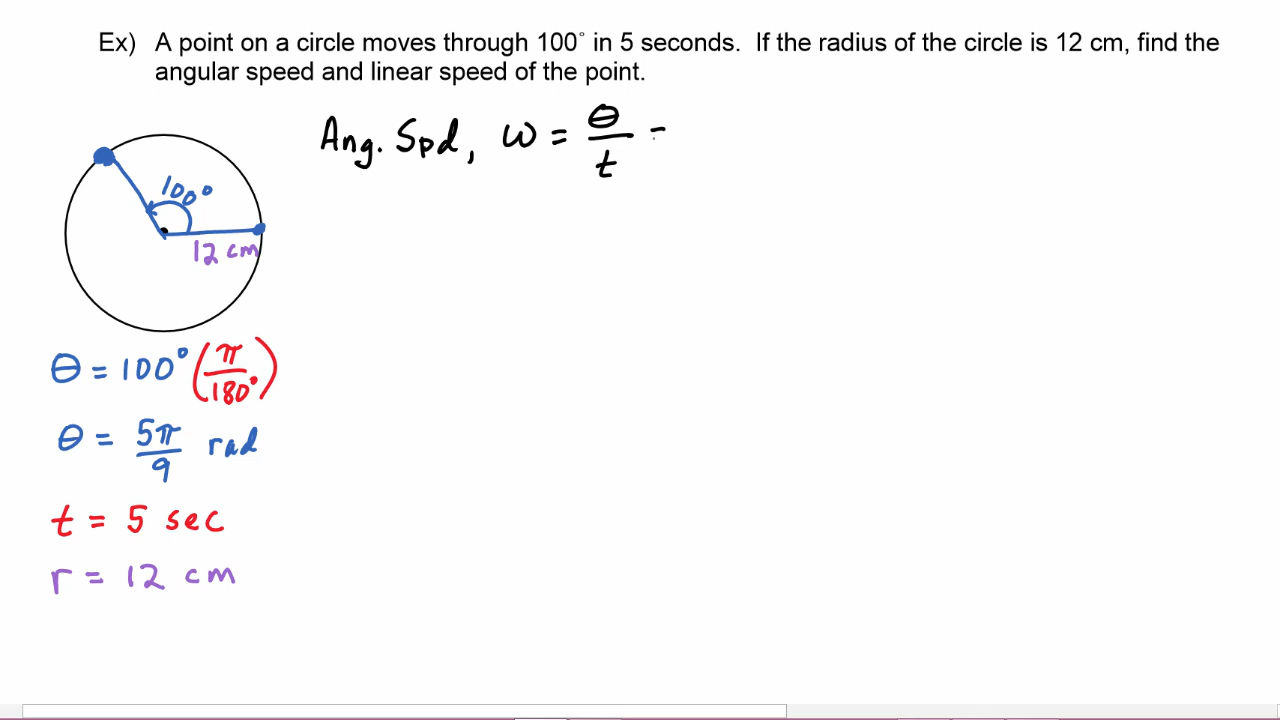 Ex) A point on a circle moves through 100° in 5 seconds. If the radius of the circle is 12 cm, find the
angular speed and linear speed of the point.
Ang. Spd, ω = θ/t =
100°
12 cm
θ = 100° (π/180°)
θ = 5π/9 rad
t = 5 sec
r = 12 cm